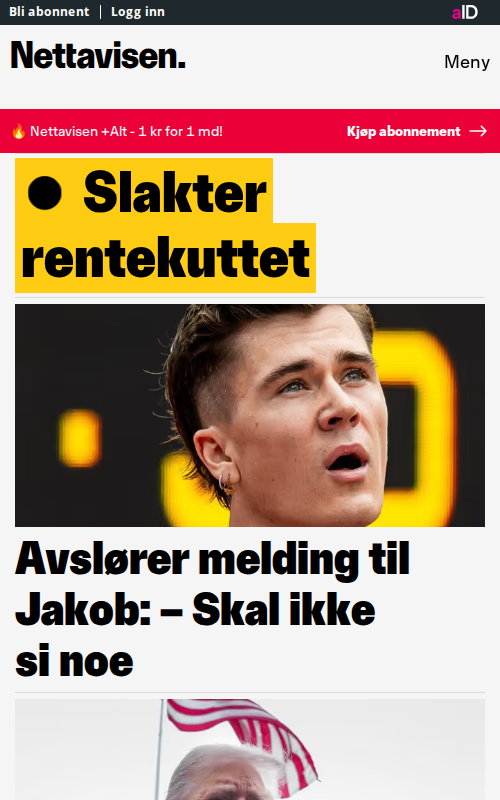 Bli abonnent | Logg inn
aID
Nettavisen.
Meny
🔥 Nettavisen +Alt - 1 kr for 1 md!
Kjøp abonnement →
● Slakter
rentekuttet
Avslører melding til
Jakob: – Skal ikke
si noe